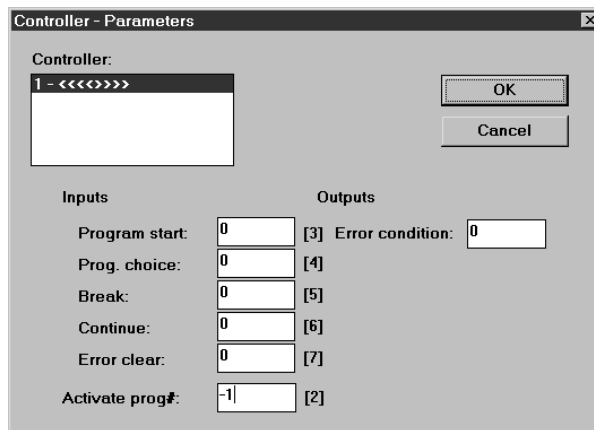 Controller - Parameters
Controller:
1 - <<<<>>>>
OK
Cancel
Inputs Outputs
Program start: 0 [3] Error condition: 0
Prog. choice: 0 [4]
Break: 0 [5]
Continue: 0 [6]
Error clear: 0 [7]
Activate prog#: -1 [2]